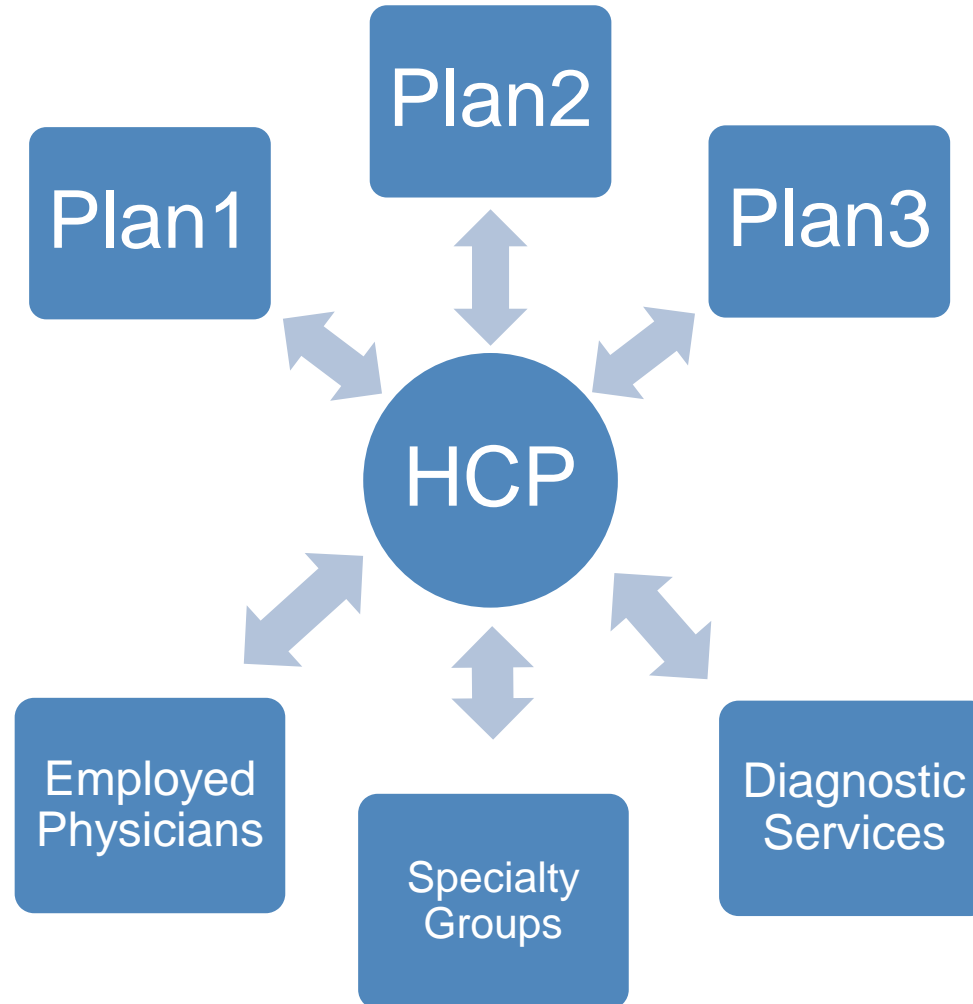 Plan1
Plan2
Plan3
HCP
Employed
Physicians
Specialty
Groups
Diagnostic
Services